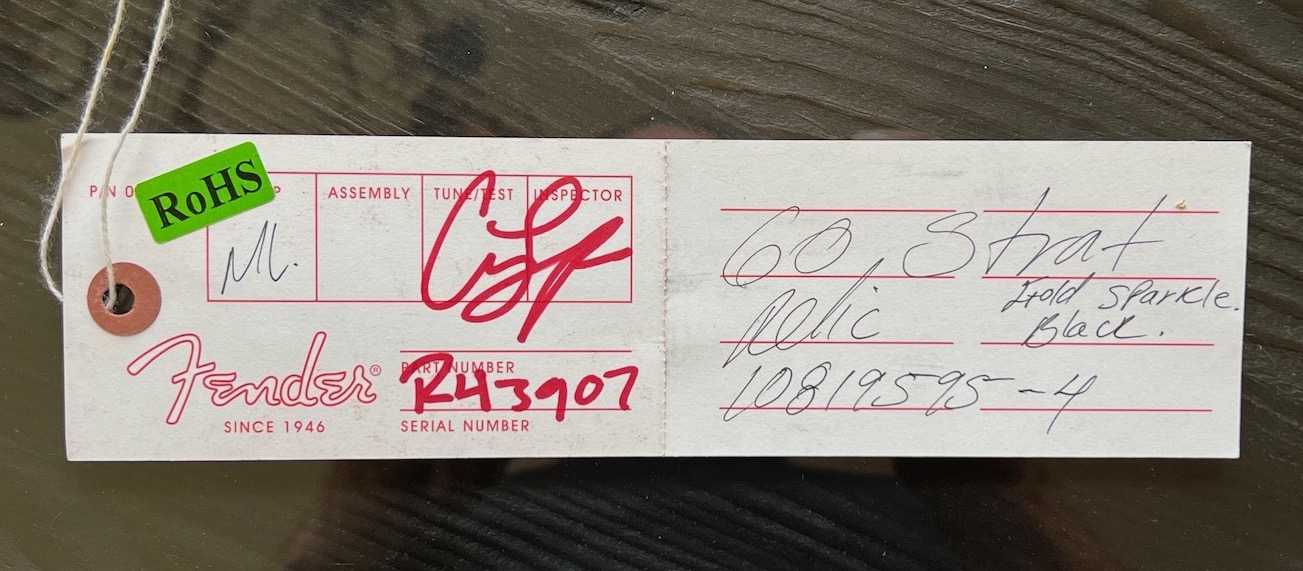 RoHS
P/N 0
P
ASSEMBLY
TUNE/TEST
INSPECTOR
Ml.
Fender®
SINCE 1946
PART NUMBER
R43907
SERIAL NUMBER
60, Strat
Relic
Gold Sparkle.
Black.
10819595-4